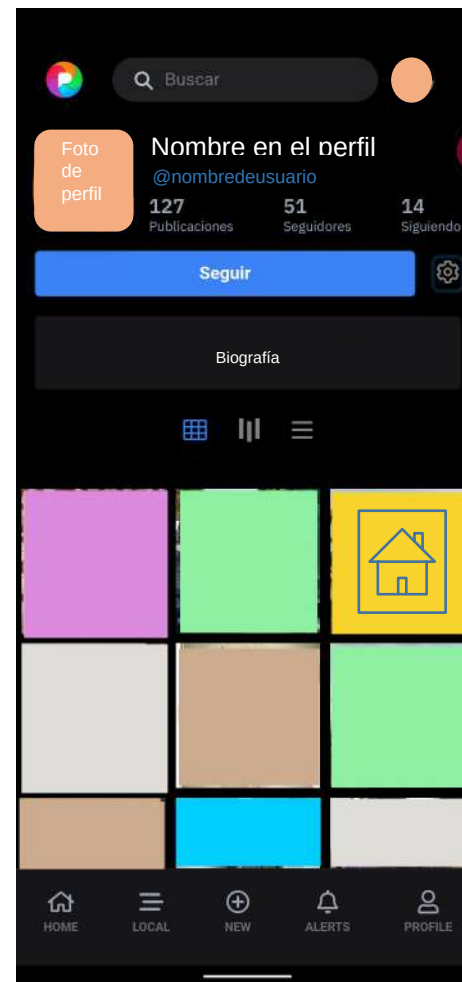 Buscar
Foto
de
perfil
Nombre en el perfil
@nombredeusuario
127 51 14
Publicaciones Seguidores Siguiendo
Seguir
Biografía
HOME LOCAL NEW ALERTS PROFILE